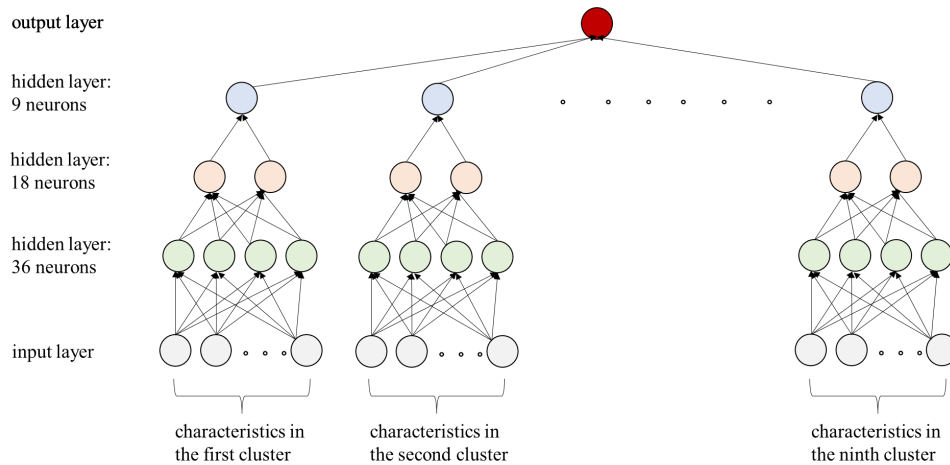 output layer
hidden layer:
9 neurons
hidden layer:
18 neurons
hidden layer:
36 neurons
input layer
characteristics in
the first cluster
characteristics in
the second cluster
characteristics in
the ninth cluster